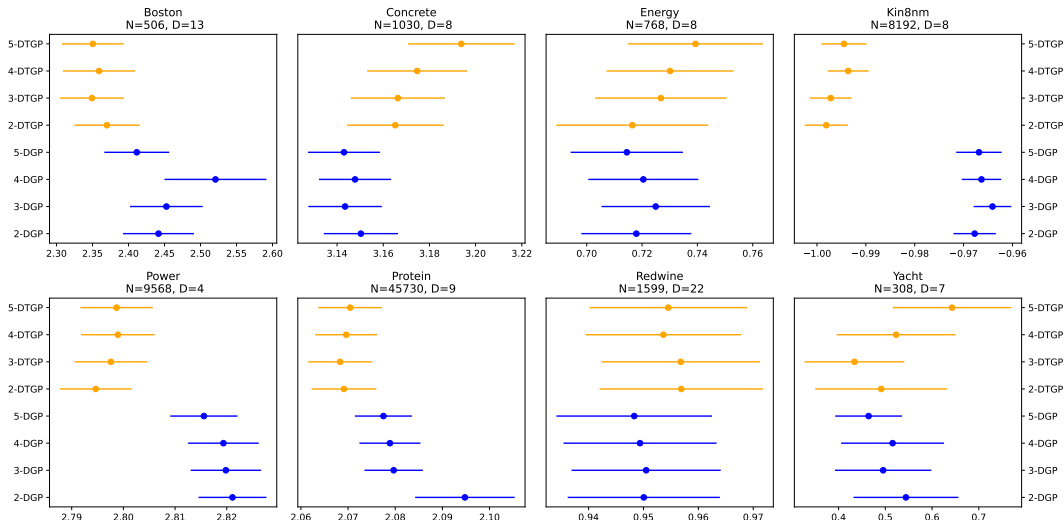 Boston
N=506, D=13
Concrete
N=1030, D=8
Energy
N=768, D=8
Kin8nm
N=8192, D=8
5-DTGP
4-DTGP
3-DTGP
2-DTGP
5-DGP
4-DGP
3-DGP
2-DGP
5-DTGP
4-DTGP
3-DTGP
2-DTGP
5-DGP
4-DGP
3-DGP
2-DGP
2.30 2.35 2.40 2.45 2.50 2.55 2.60
3.14 3.16 3.18 3.20 3.22
0.70 0.72 0.74 0.76
−1.00 −0.99 −0.98 −0.97 −0.96
Power
N=9568, D=4
Protein
N=45730, D=9
Redwine
N=1599, D=22
Yacht
N=308, D=7
5-DTGP
4-DTGP
3-DTGP
2-DTGP
5-DGP
4-DGP
3-DGP
2-DGP
5-DTGP
4-DTGP
3-DTGP
2-DTGP
5-DGP
4-DGP
3-DGP
2-DGP
2.79 2.80 2.81 2.82
2.06 2.07 2.08 2.09 2.10
0.94 0.95 0.96 0.97
0.4 0.5 0.6 0.7